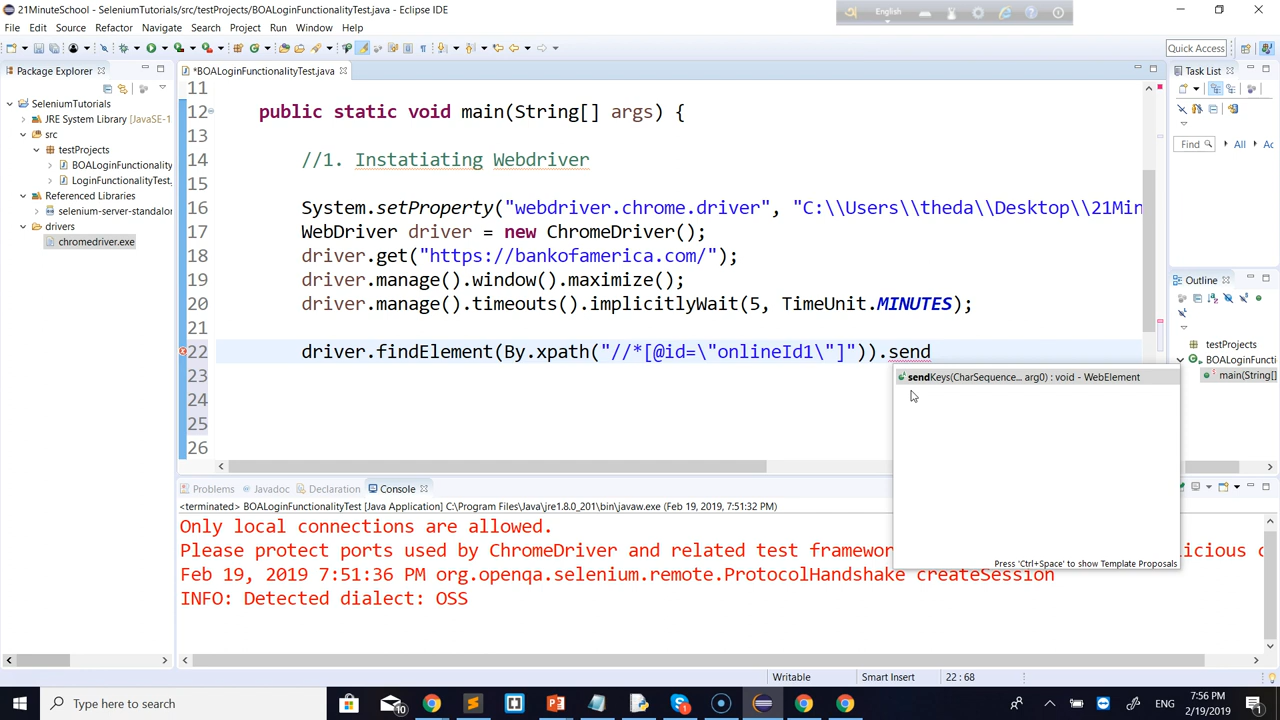 21MinuteSchool - SeleniumTutorials/src/testProjects/BOALoginFunctionalityTest.java - Eclipse IDE
English
File Edit Source Refactor Navigate Search Project Run Window Help
Quick Access
Package Explorer
*BOALoginFunctionalityTest.java
Task List
SeleniumTutorials
JRE System Library [JavaSE-1
src
testProjects
BOALoginFunctionality
LoginFunctionalityTest.
Referenced Libraries
selenium-server-standalor
drivers
chromedriver.exe
11
12 public static void main(String[] args) {
13
14 //1. Instatiating Webdriver
15
16 System.setProperty("webdriver.chrome.driver", "C:\\Users\\theda\\Desktop\\21Min
17 WebDriver driver = new ChromeDriver();
18 driver.get("https://bankofamerica.com/");
19 driver.manage().window().maximize();
20 driver.manage().timeouts().implicitlyWait(5, TimeUnit.MINUTES);
21
22 driver.findElement(By.xpath("//*[@id=\"onlineId1\"]")).send
23
24
25
26
sendKeys(CharSequence... arg0) : void - WebElement
Press 'Ctrl+Space' to show Template Proposals
Find All Ac
Outline
testProjects
BOALoginFunctionality
main(String[]
Problems Javadoc Declaration Console
<terminated> BOALoginFunctionalityTest [Java Application] C:\Program Files\Java\jre1.8.0_201\bin\javaw.exe (Feb 19, 2019 7:51:32 PM)
Only local connections are allowed.
Please protect ports used by ChromeDriver and related test framewor
icious c
Feb 19, 2019 7:51:36 PM org.openqa.selenium.remote.ProtocolHandshake createSession
INFO: Detected dialect: OSS
Writable Smart Insert 22 : 68
Type here to search
10
ENG
7:56 PM
2/19/2019
1